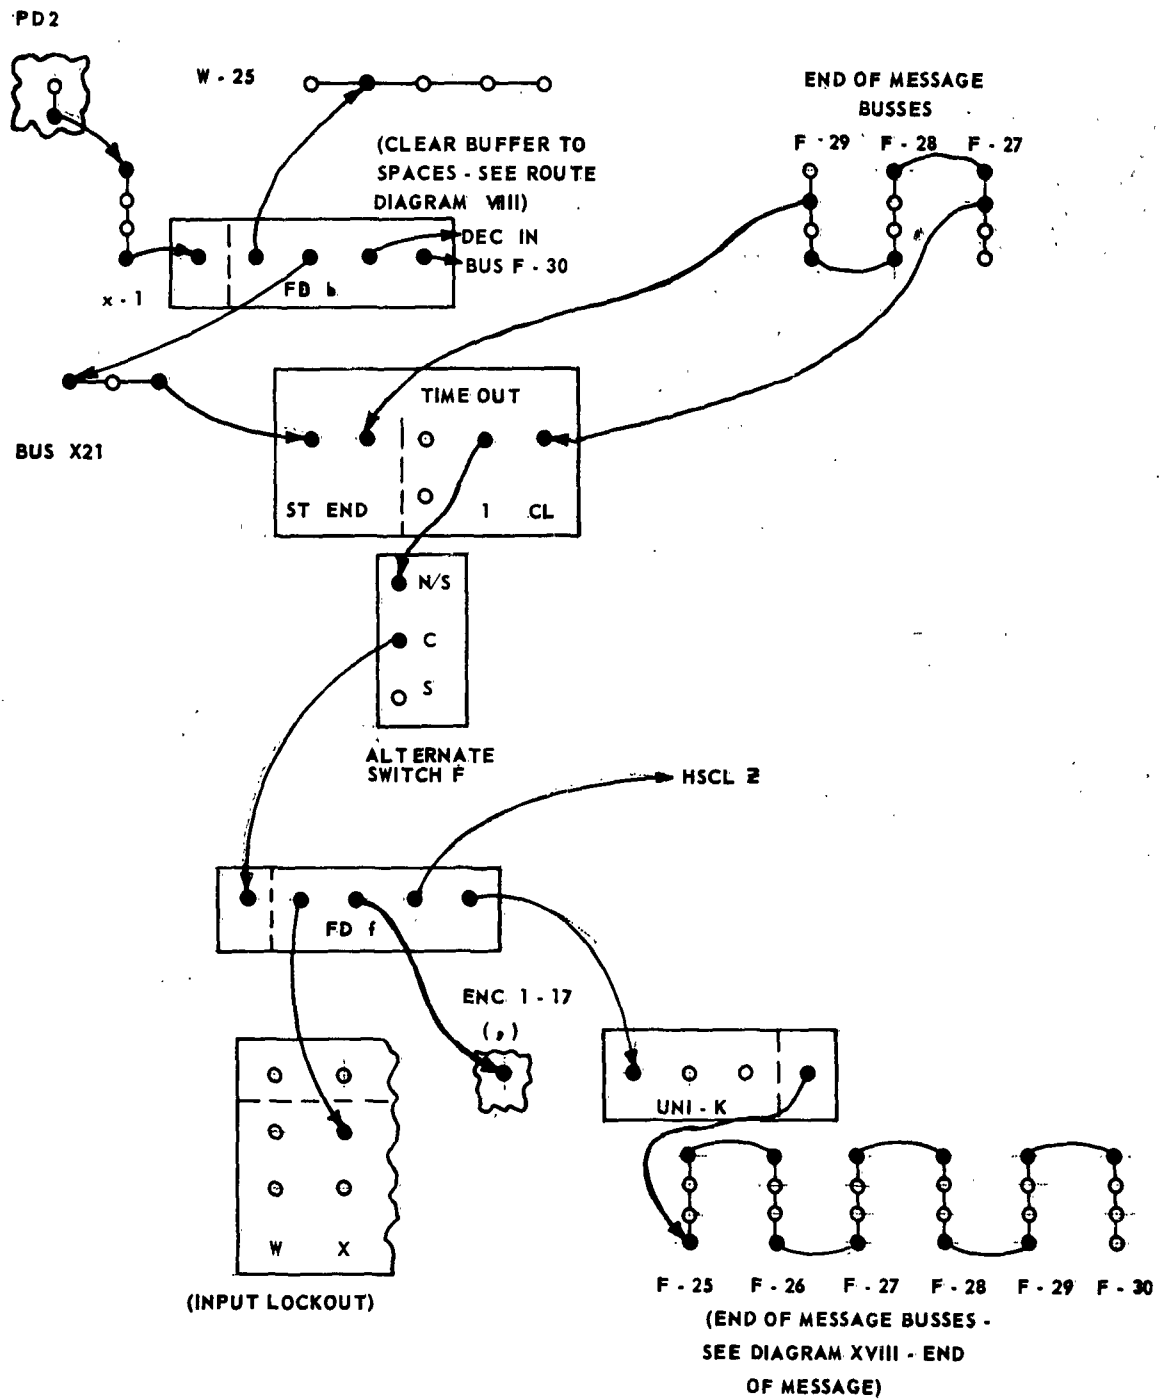 PD2
W - 25
END OF MESSAGE
BUSSES
F - 29 F - 28 F - 27
(CLEAR BUFFER TO
SPACES - SEE ROUTE
DIAGRAM VIII)
DEC IN
BUS F - 30
x - 1
FD b
TIME OUT
BUS X21
ST END 1 CL
N/S
C
S
ALTERNATE
SWITCH F
HSCL Z
FD f
ENC 1 - 17
(,)
UNI - K
W X
(INPUT LOCKOUT)
F - 25 F - 26 F - 27 F - 28 F - 29 F - 30
(END OF MESSAGE BUSSES -
SEE DIAGRAM XVIII - END
OF MESSAGE)